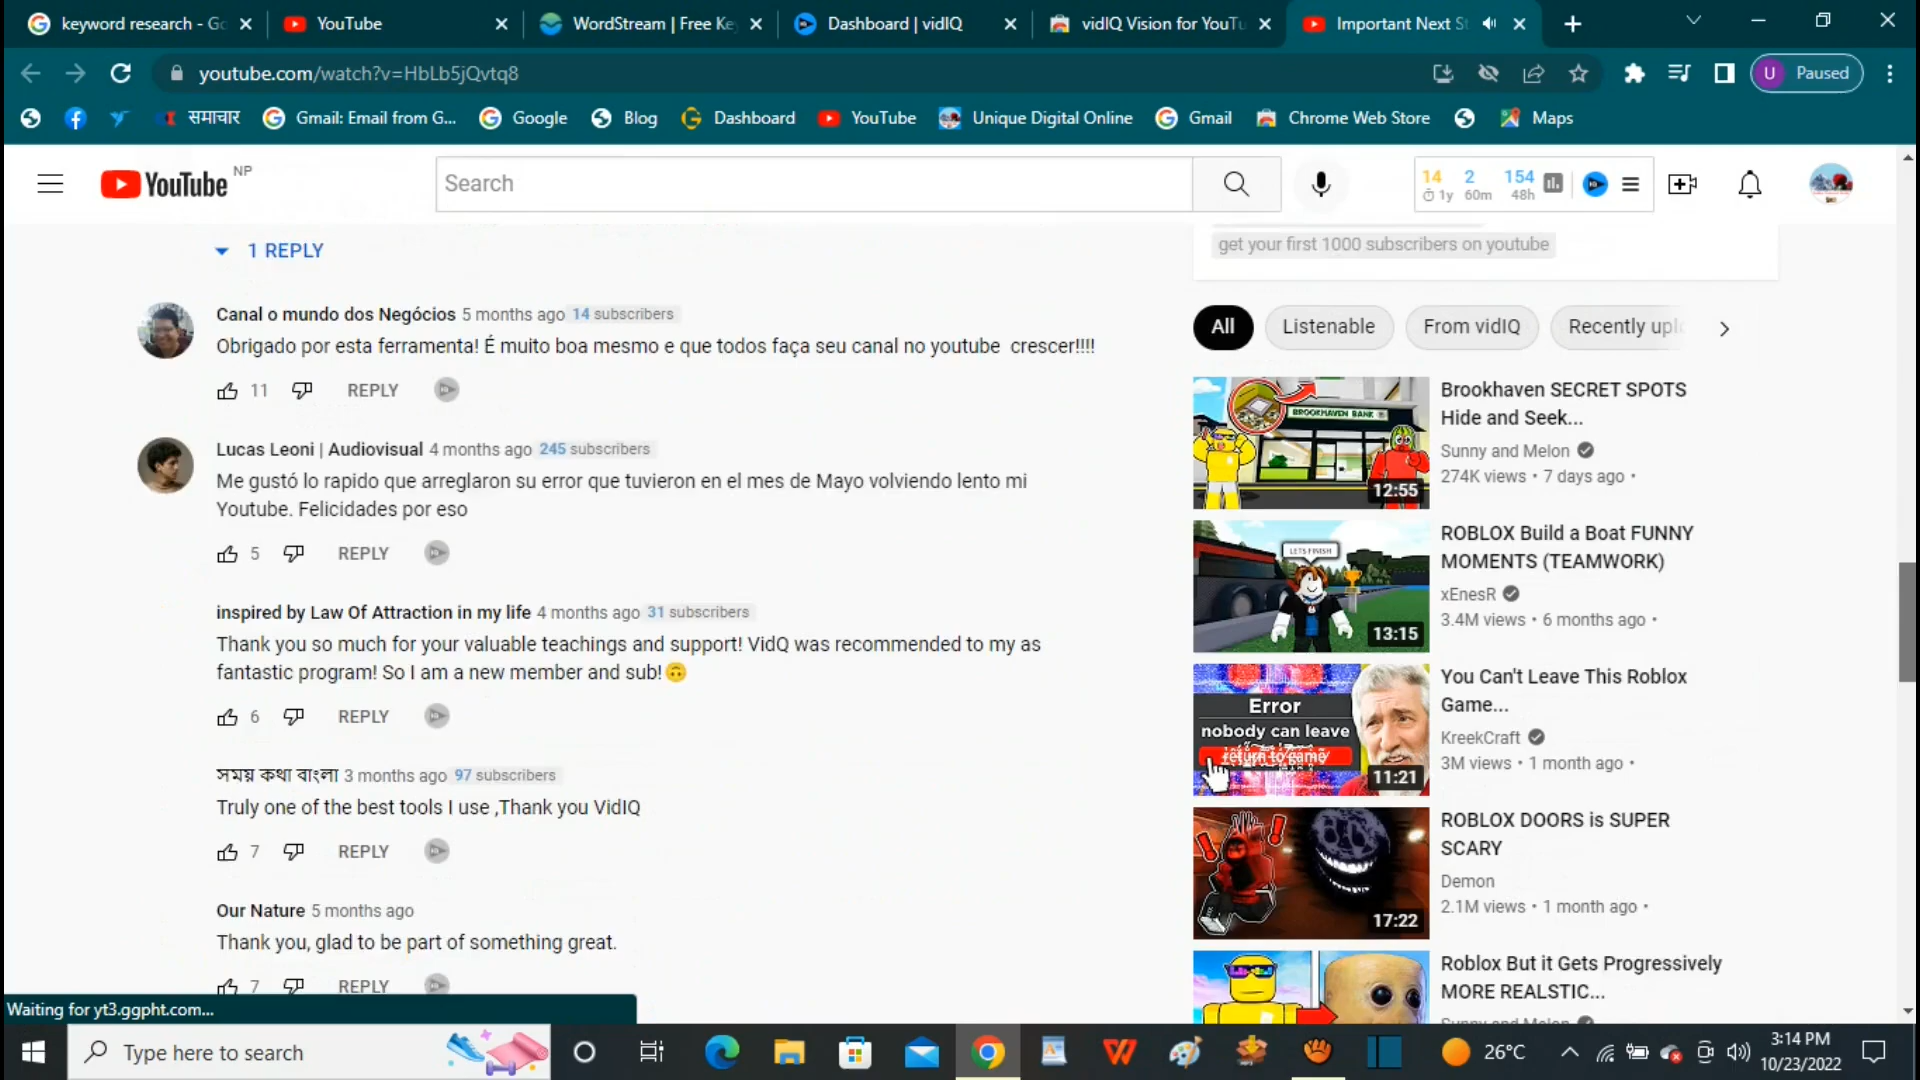 keyword research - Go
YouTube
WordStream | Free Ke
Dashboard | vidIQ
vidIQ Vision for YouTu
Important Next St
youtube.com/watch?v=HbLb5jQvtq8
U Paused
समाचार
Gmail: Email from G...
Google
Blog
Dashboard
YouTube
Unique Digital Online
Gmail
Chrome Web Store
Maps
YouTube NP
Search
14 2 154
1y 60m 48h
get your first 1000 subscribers on youtube
1 REPLY
Canal o mundo dos Negócios 5 months ago 14 subscribers
Obrigado por esta ferramenta! É muito boa mesmo e que todos faça seu canal no youtube crescer!!!!
11 REPLY
Lucas Leoni | Audiovisual 4 months ago 245 subscribers
Me gustó lo rapido que arreglaron su error que tuvieron en el mes de Mayo volviendo lento mi
Youtube. Felicidades por eso
5 REPLY
inspired by Law Of Attraction in my life 4 months ago 31 subscribers
Thank you so much for your valuable teachings and support! VidQ was recommended to my as
fantastic program! So I am a new member and sub!🙃
6 REPLY
সময় কথা বাংলা 3 months ago 97 subscribers
Truly one of the best tools I use ,Thank you VidIQ
7 REPLY
Our Nature 5 months ago
Thank you, glad to be part of something great.
7 REPLY
All
Listenable
From vidIQ
Recently uplo
BROOKHAVEN BANK
12:55
Brookhaven SECRET SPOTS
Hide and Seek...
Sunny and Melon
274K views • 7 days ago •
LETS FINISH
13:15
ROBLOX Build a Boat FUNNY
MOMENTS (TEAMWORK)
xEnesR
3.4M views • 6 months ago •
Error
nobody can leave
return to game
11:21
You Can't Leave This Roblox
Game...
KreekCraft
3M views • 1 month ago •
17:22
ROBLOX DOORS is SUPER
SCARY
Demon
2.1M views • 1 month ago •
Roblox But it Gets Progressively
MORE REALSTIC...
Sunny and Melon
Waiting for yt3.ggpht.com...
Type here to search
26°C
3:14 PM
10/23/2022